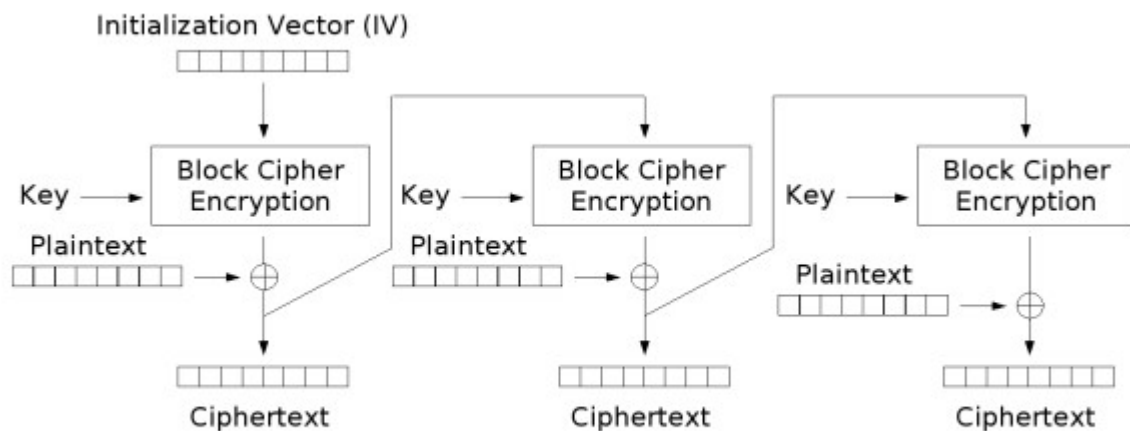 Initialization Vector (IV)
Block Cipher
Encryption
Block Cipher
Encryption
Block Cipher
Encryption
Key
Key
Key
Plaintext
Plaintext
Plaintext
Ciphertext
Ciphertext
Ciphertext